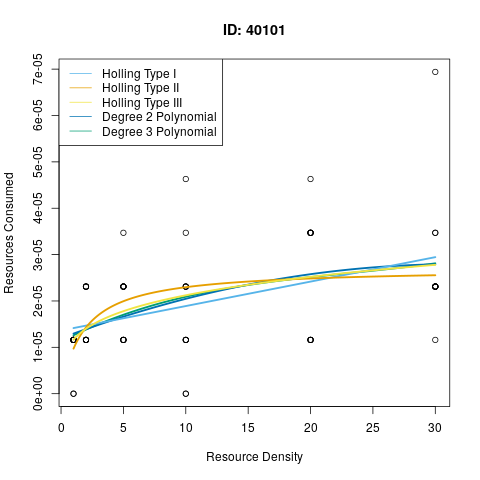 ID: 40101
Holling Type I
Holling Type II
Holling Type III
Degree 2 Polynomial
Degree 3 Polynomial
Resources Consumed
7e-05
6e-05
5e-05
4e-05
3e-05
2e-05
1e-05
0e+00
0 5 10 15 20 25 30
Resource Density